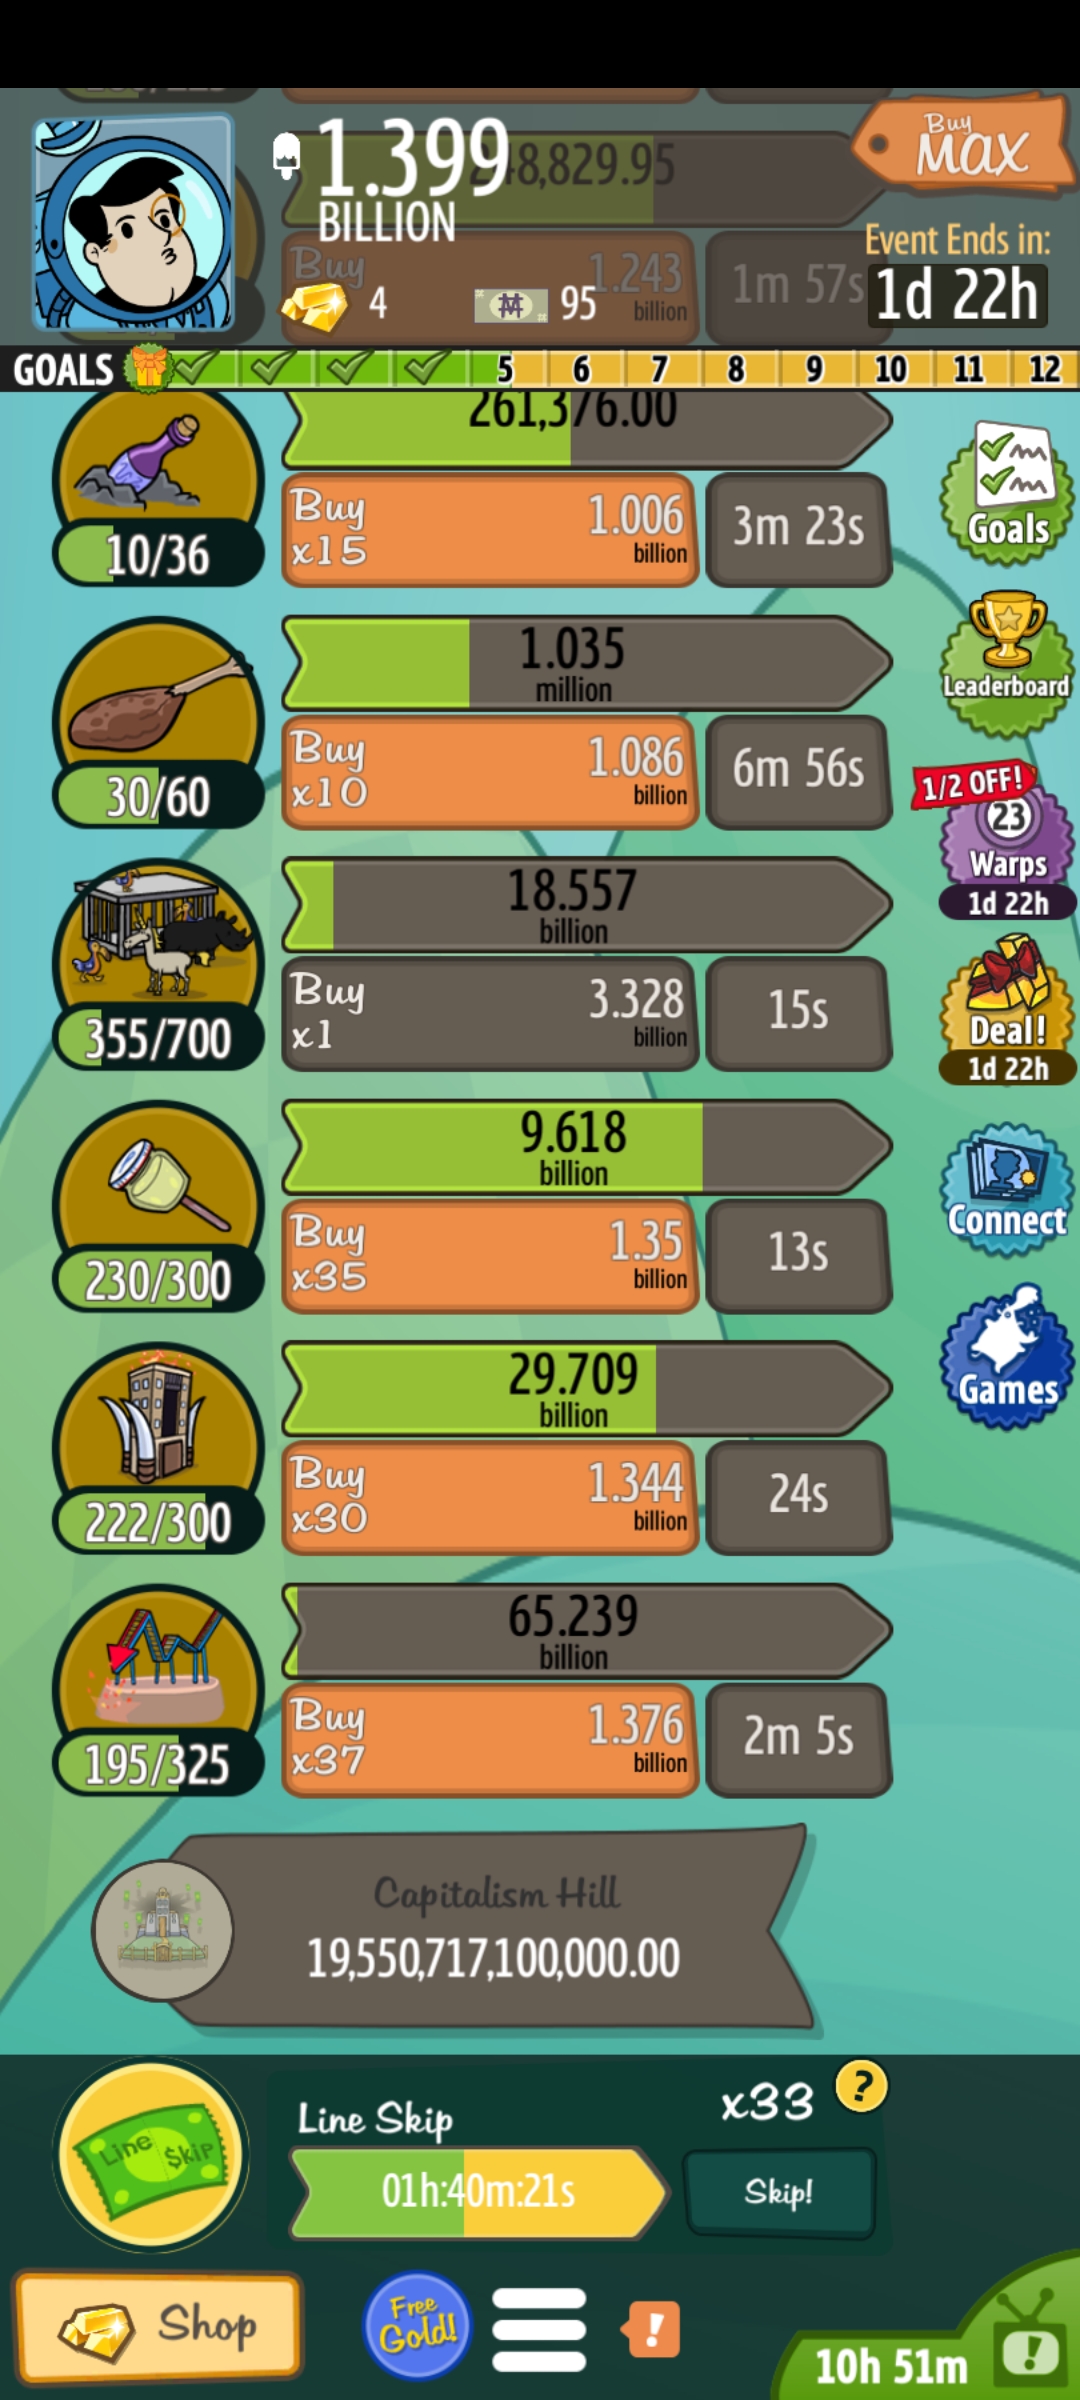 1.399
BILLION
48,829.95
Buy
MAX
Event Ends in:
1d 22h
4
95
Buy
1.243
billion
1m 57s
GOALS
5
6
7
8
9
10
11
12
261,376.00
Buy
x15
1.006
billion
3m 23s
10/36
Goals
1.035
million
Buy
x10
1.086
billion
6m 56s
30/60
Leaderboard
1/2 OFF!
23
Warps
1d 22h
18.557
billion
Buy
x1
3.328
billion
15s
355/700
Deal!
1d 22h
9.618
billion
Buy
x35
1.35
billion
13s
230/300
Connect
29.709
billion
Buy
x30
1.344
billion
24s
222/300
Games
65.239
billion
Buy
x37
1.376
billion
2m 5s
195/325
Capitalism Hill
19,550,717,100,000.00
Line $kip
Line Skip
x33
?
01h:40m:21s
Skip!
Shop
Free
Gold!
!
10h 51m
!